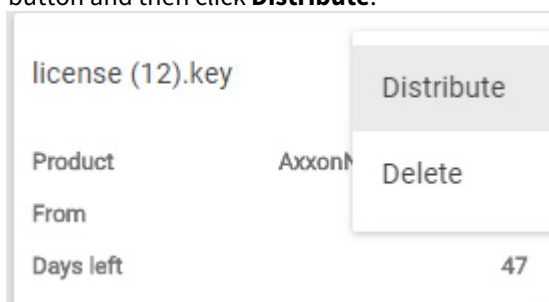 button and then click Distribute.
license (12).key
Distribute
Product AxxonN
Delete
From
Days left 47